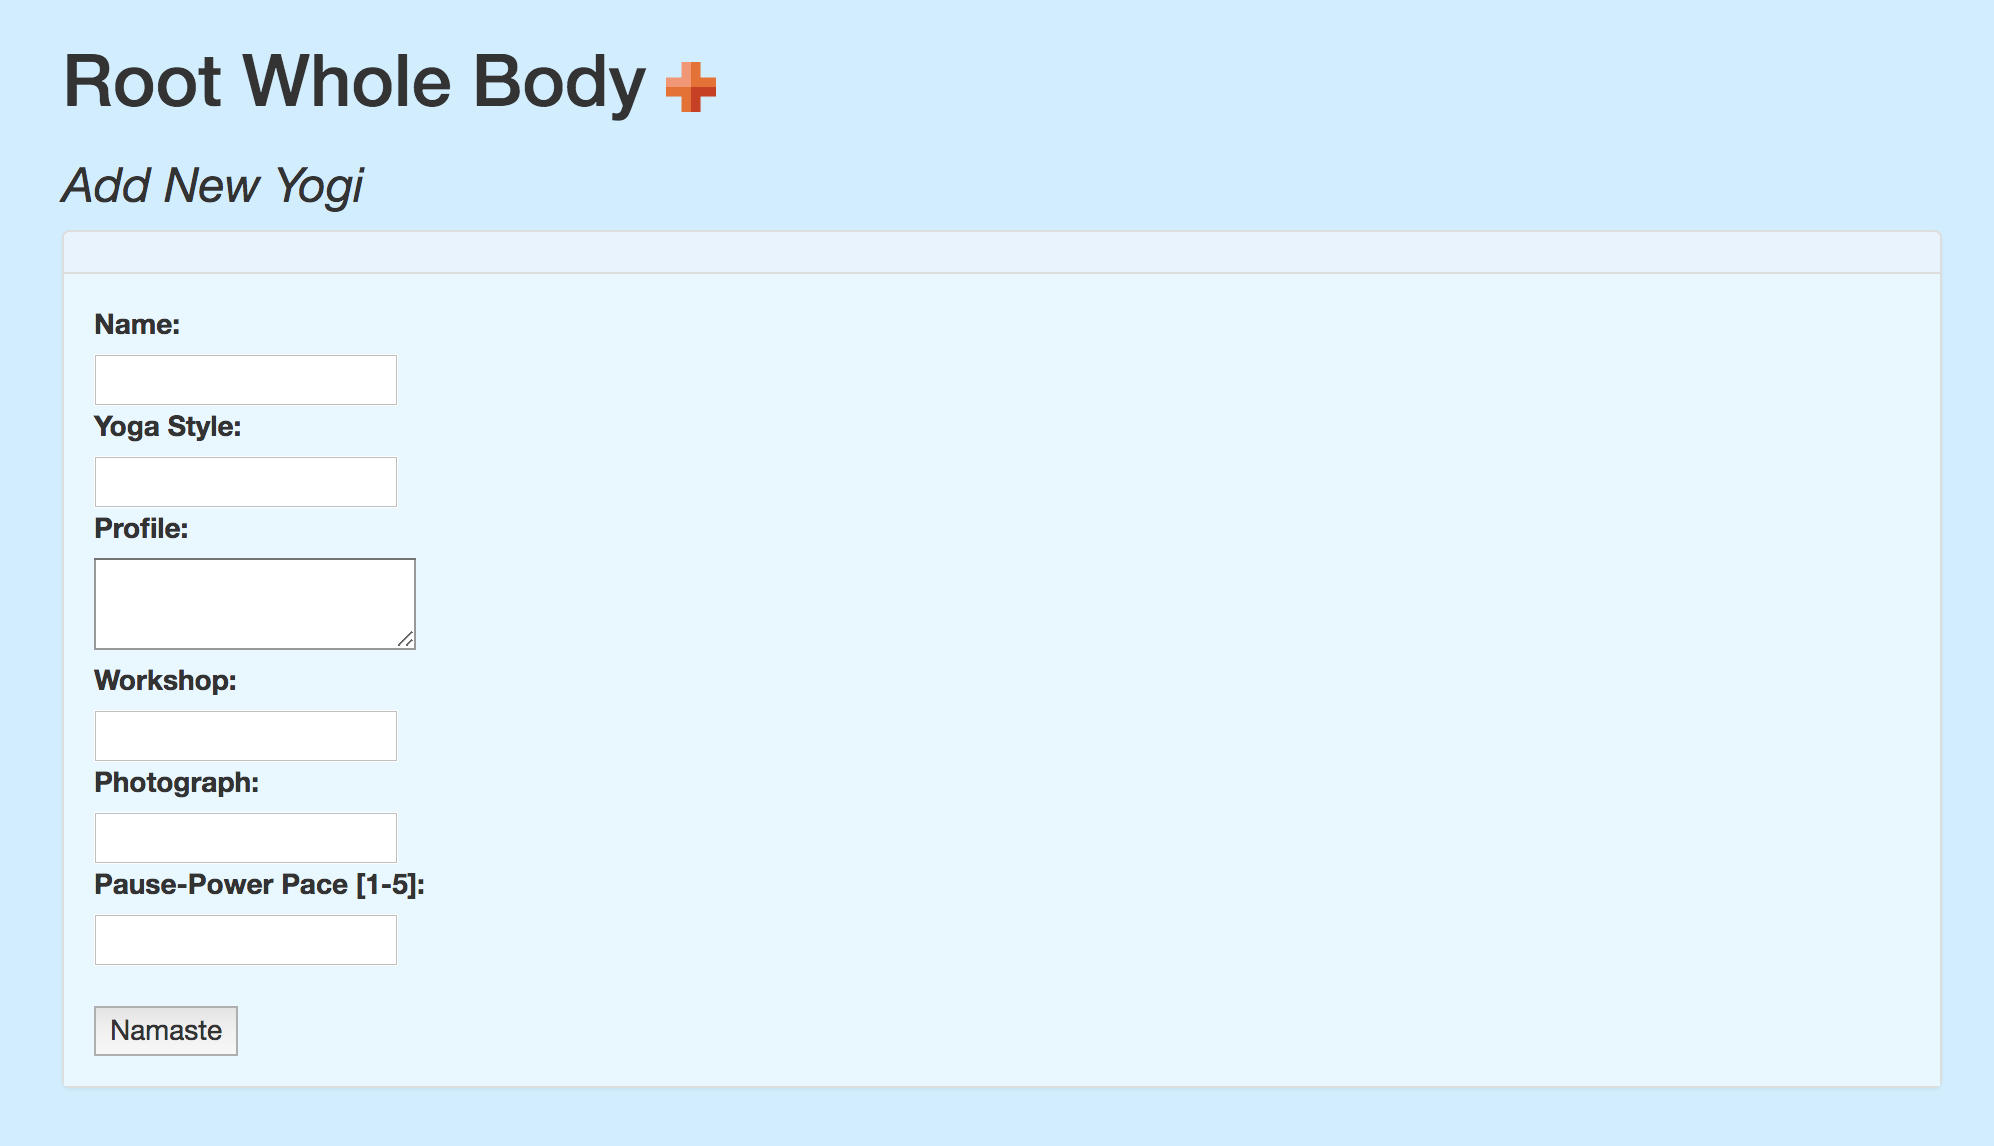 Root Whole Body
Add New Yogi
Name:
Yoga Style:
Profile:
Workshop:
Photograph:
Pause-Power Pace [1-5]:
Namaste